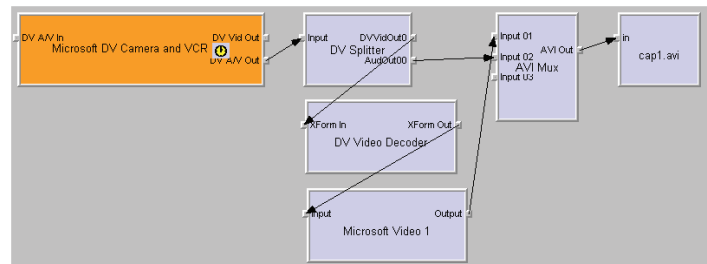 DV A/V In
DV Vid Out
Microsoft DV Camera and VCR
DV A/V Out
Input
DVVidOut0
DV Splitter
AudOut00
Input 01
AVI Out
Input 02
AVI Mux
Input 03
in
cap1.avi
XForm In
XForm Out
DV Video Decoder
Input
Output
Microsoft Video 1